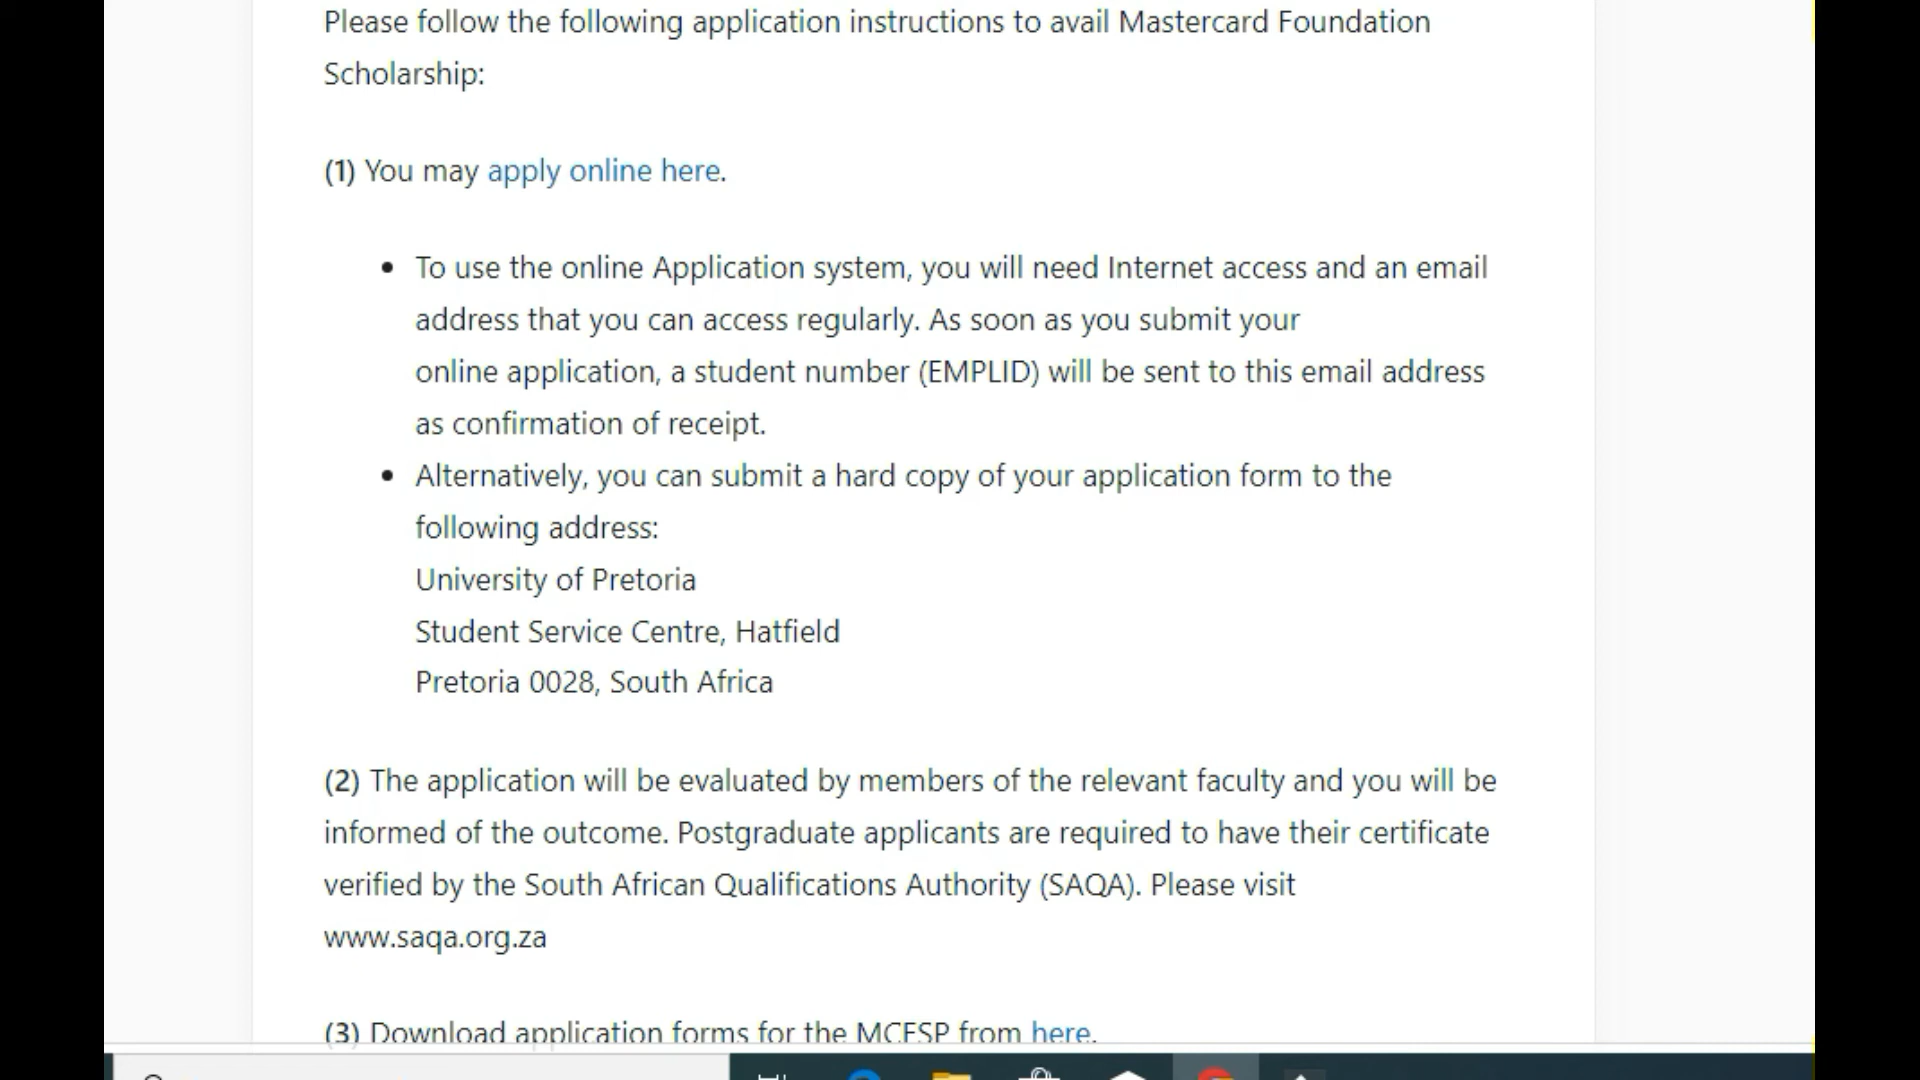 Please follow the following application instructions to avail Mastercard Foundation
Scholarship:
(1) You may apply online here.
• To use the online Application system, you will need Internet access and an email
address that you can access regularly. As soon as you submit your
online application, a student number (EMPLID) will be sent to this email address
as confirmation of receipt.
• Alternatively, you can submit a hard copy of your application form to the
following address:
University of Pretoria
Student Service Centre, Hatfield
Pretoria 0028, South Africa
(2) The application will be evaluated by members of the relevant faculty and you will be
informed of the outcome. Postgraduate applicants are required to have their certificate
verified by the South African Qualifications Authority (SAQA). Please visit
www.saqa.org.za
(3) Download application forms for the MCFSP from here.